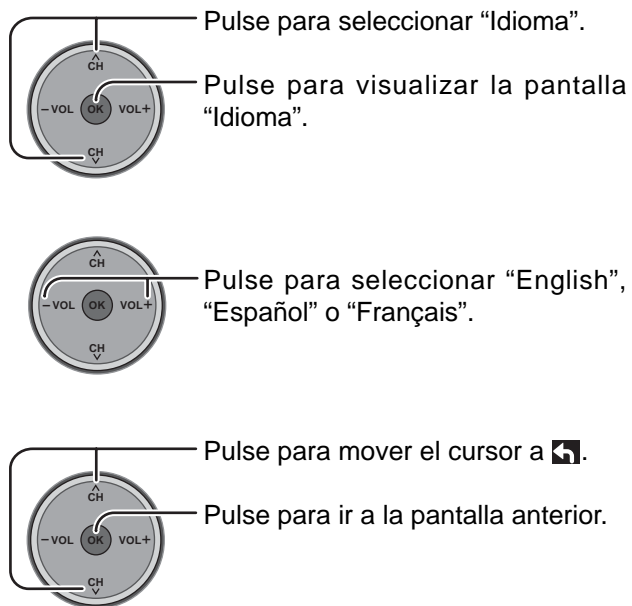 Pulse para seleccionar “Idioma”.
CH
Pulse para visualizar la pantalla
“Idioma”.
– VOL OK VOL+
CH
CH
Pulse para seleccionar “English”,
“Español” o “Français”.
– VOL OK VOL+
CH
Pulse para mover el cursor a .
CH
Pulse para ir a la pantalla anterior.
– VOL OK VOL+
CH